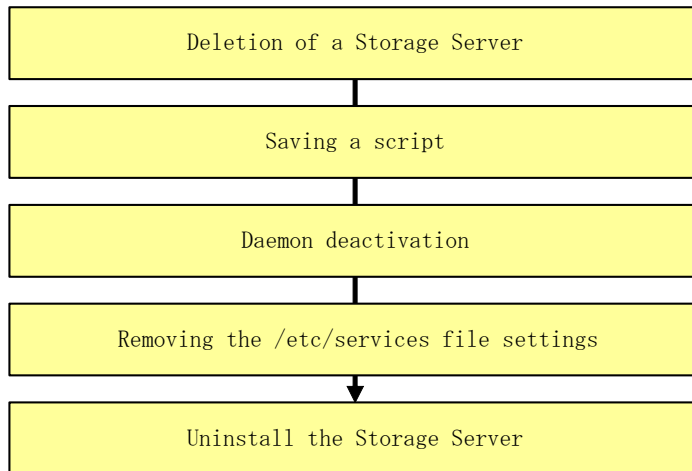 Deletion of a Storage Server
Saving a script
Daemon deactivation
Removing the /etc/services file settings
Uninstall the Storage Server